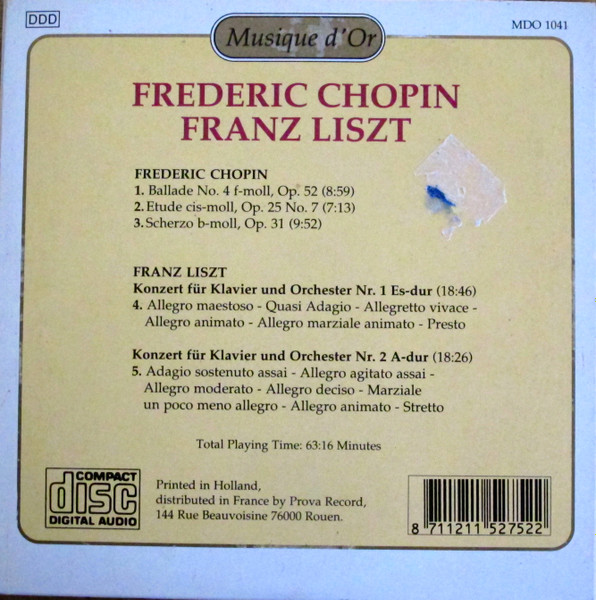 DDD
Musique d'Or
MDO 1041
FREDERIC CHOPIN
FRANZ LISZT
FREDERIC CHOPIN
1. Ballade No. 4 f-moll, Op. 52 (8:59)
2. Etude cis-moll, Op. 25 No. 7 (7:13)
3. Scherzo b-moll, Op. 31 (9:52)
FRANZ LISZT
Konzert für Klavier und Orchester Nr. 1 Es-dur (18:46)
4. Allegro maestoso - Quasi Adagio - Allegretto vivace -
Allegro animato - Allegro marziale animato - Presto
Konzert für Klavier und Orchester Nr. 2 A-dur (18:26)
5. Adagio sostenuto assai - Allegro agitato assai -
Allegro moderato - Allegro deciso - Marziale
un poco meno allegro - Allegro animato - Stretto
Total Playing Time: 63:16 Minutes
COMPACT
disc
DIGITAL AUDIO
Printed in Holland,
distributed in France by Prova Record,
144 Rue Beauvoisine 76000 Rouen.
8 711211 527522